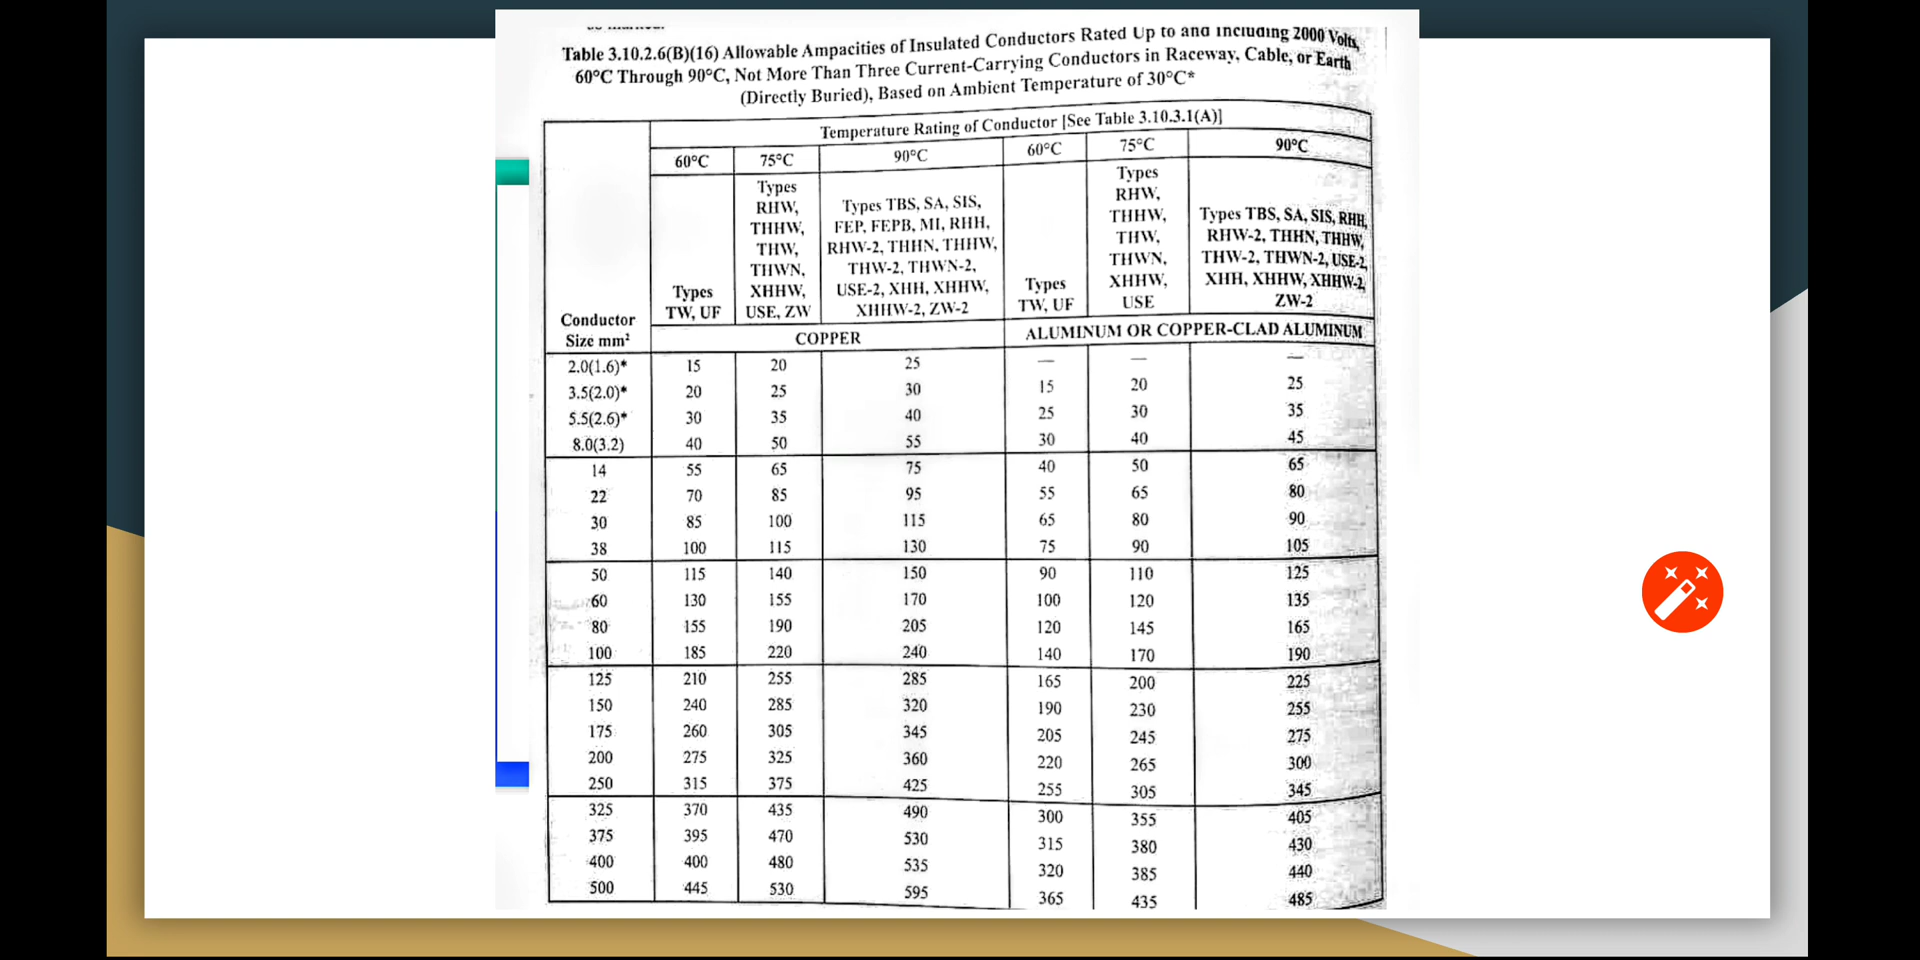 Table 3.10.2.6(B)(16) Allowable Ampacities of Insulated Conductors Rated Up to and Including 2000 Volts,
60°C Through 90°C, Not More Than Three Current-Carrying Conductors in Raceway, Cable, or Earth
(Directly Buried), Based on Ambient Temperature of 30°C*
Temperature Rating of Conductor [See Table 3.10.3.1(A)]
60°C 75°C 90°C 60°C 75°C 90°C
Types
RHW,
THHW,
THW,
THWN,
XHHW,
USE, ZW
Types TBS, SA, SIS,
FEP, FEPB, MI, RHH,
RHW-2, THHN, THHW,
THW-2, THWN-2,
USE-2, XHH, XHHW,
XHHW-2, ZW-2
Types
RHW,
THHW,
THW,
THWN,
XHHW,
USE
Types TBS, SA, SIS, RHH,
RHW-2, THHN, THHW,
THW-2, THWN-2, USE-2,
XHH, XHHW, XHHW-2,
ZW-2
Types
TW, UF
Types
TW, UF
Conductor
Size mm²
COPPER ALUMINUM OR COPPER-CLAD ALUMINUM
2.0(1.6)* 15 20 25 — — —
3.5(2.0)* 20 25 30 15 20 25
5.5(2.6)* 30 35 40 25 30 35
8.0(3.2) 40 50 55 30 40 45
14 55 65 75 40 50 65
22 70 85 95 55 65 80
30 85 100 115 65 80 90
38 100 115 130 75 90 105
50 115 140 150 90 110 125
60 130 155 170 100 120 135
80 155 190 205 120 145 165
100 185 220 240 140 170 190
125 210 255 285 165 200 225
150 240 285 320 190 230 255
175 260 305 345 205 245 275
200 275 325 360 220 265 300
250 315 375 425 255 305 345
325 370 435 490 300 355 405
375 395 470 530 315 380 430
400 400 480 535 320 385 440
500 445 530 595 365 435 485